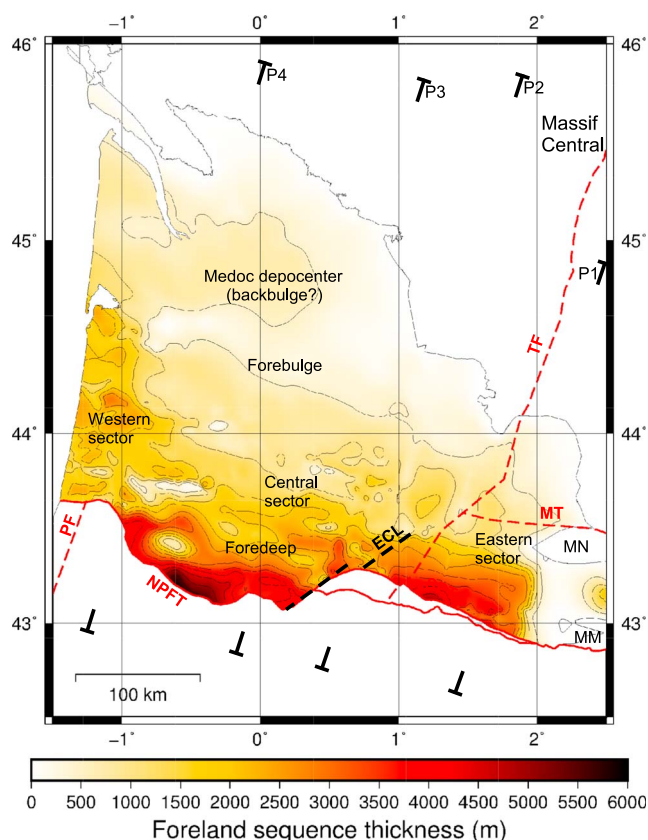 −1° 0° 1° 2°
46° 46°
P4
P3
P2
Massif
Central
45° 45°
P1
Medoc depocenter
(backbulge?)
TF
Forebulge
Western
sector
44° 44°
Central
sector
MT
PF
ECL
Foredeep
Eastern
sector
MN
NPFT
43° 43°
MM
100 km
−1° 0° 1° 2°
0 500 1000 1500 2000 2500 3000 3500 4000 4500 5000 5500 6000
Foreland sequence thickness (m)